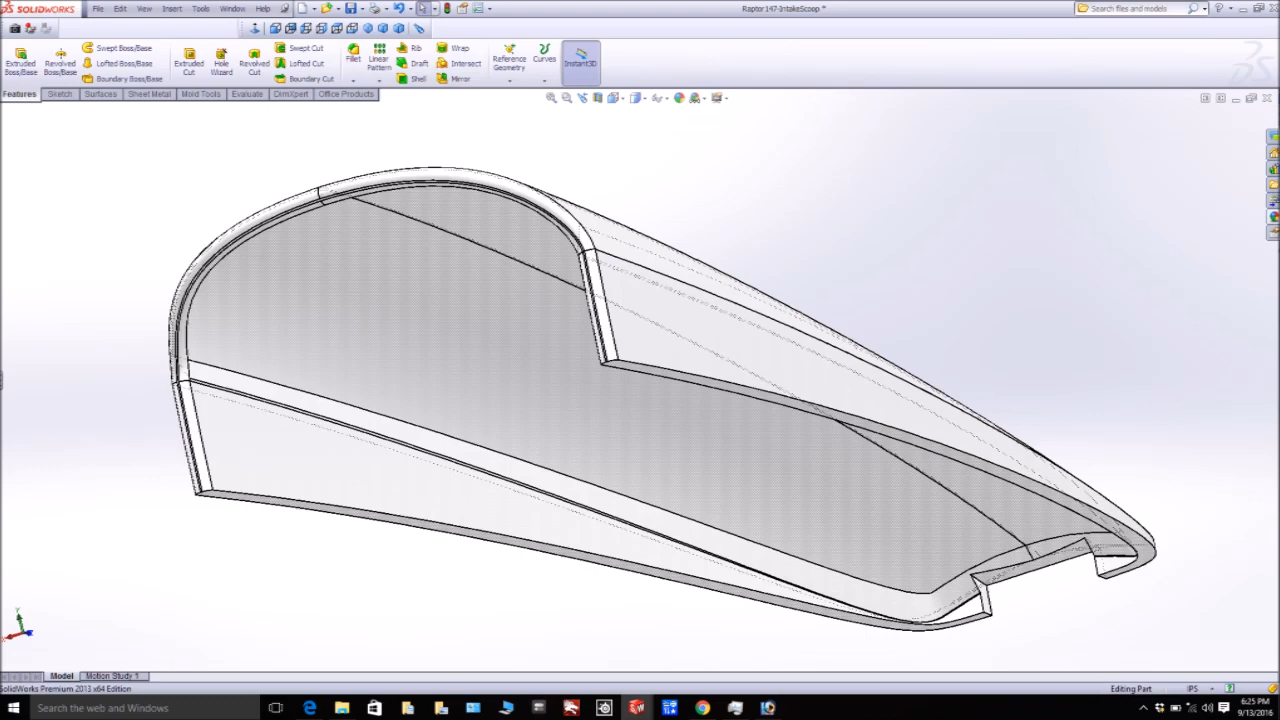 SOLIDWORKS File Edit View Insert Tools Window Help Raptor 147-IntakeScoop * Search files and models
Extruded Boss/Base
Revolved Boss/Base
Swept Boss/Base
Lofted Boss/Base
Boundary Boss/Base
Extruded Cut
Hole Wizard
Revolved Cut
Swept Cut
Lofted Cut
Boundary Cut
Fillet
Linear Pattern
Rib
Draft
Shell
Wrap
Intersect
Mirror
Reference Geometry
Curves
Instant3D
Features Sketch Surfaces Sheet Metal Mold Tools Evaluate DimXpert Office Products
Model Motion Study 1
SolidWorks Premium 2013 x64 Edition Editing Part IPS
Search the web and Windows
6:25 PM
9/13/2016